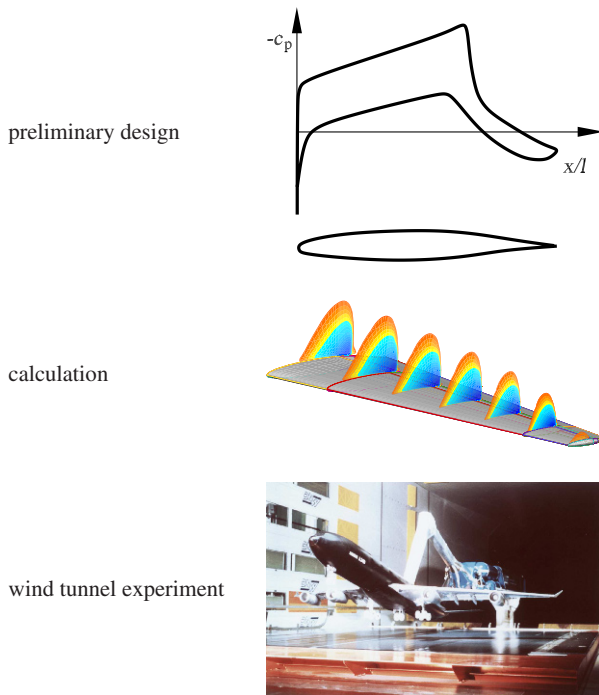 -cp
preliminary design
x/l
calculation
wind tunnel experiment